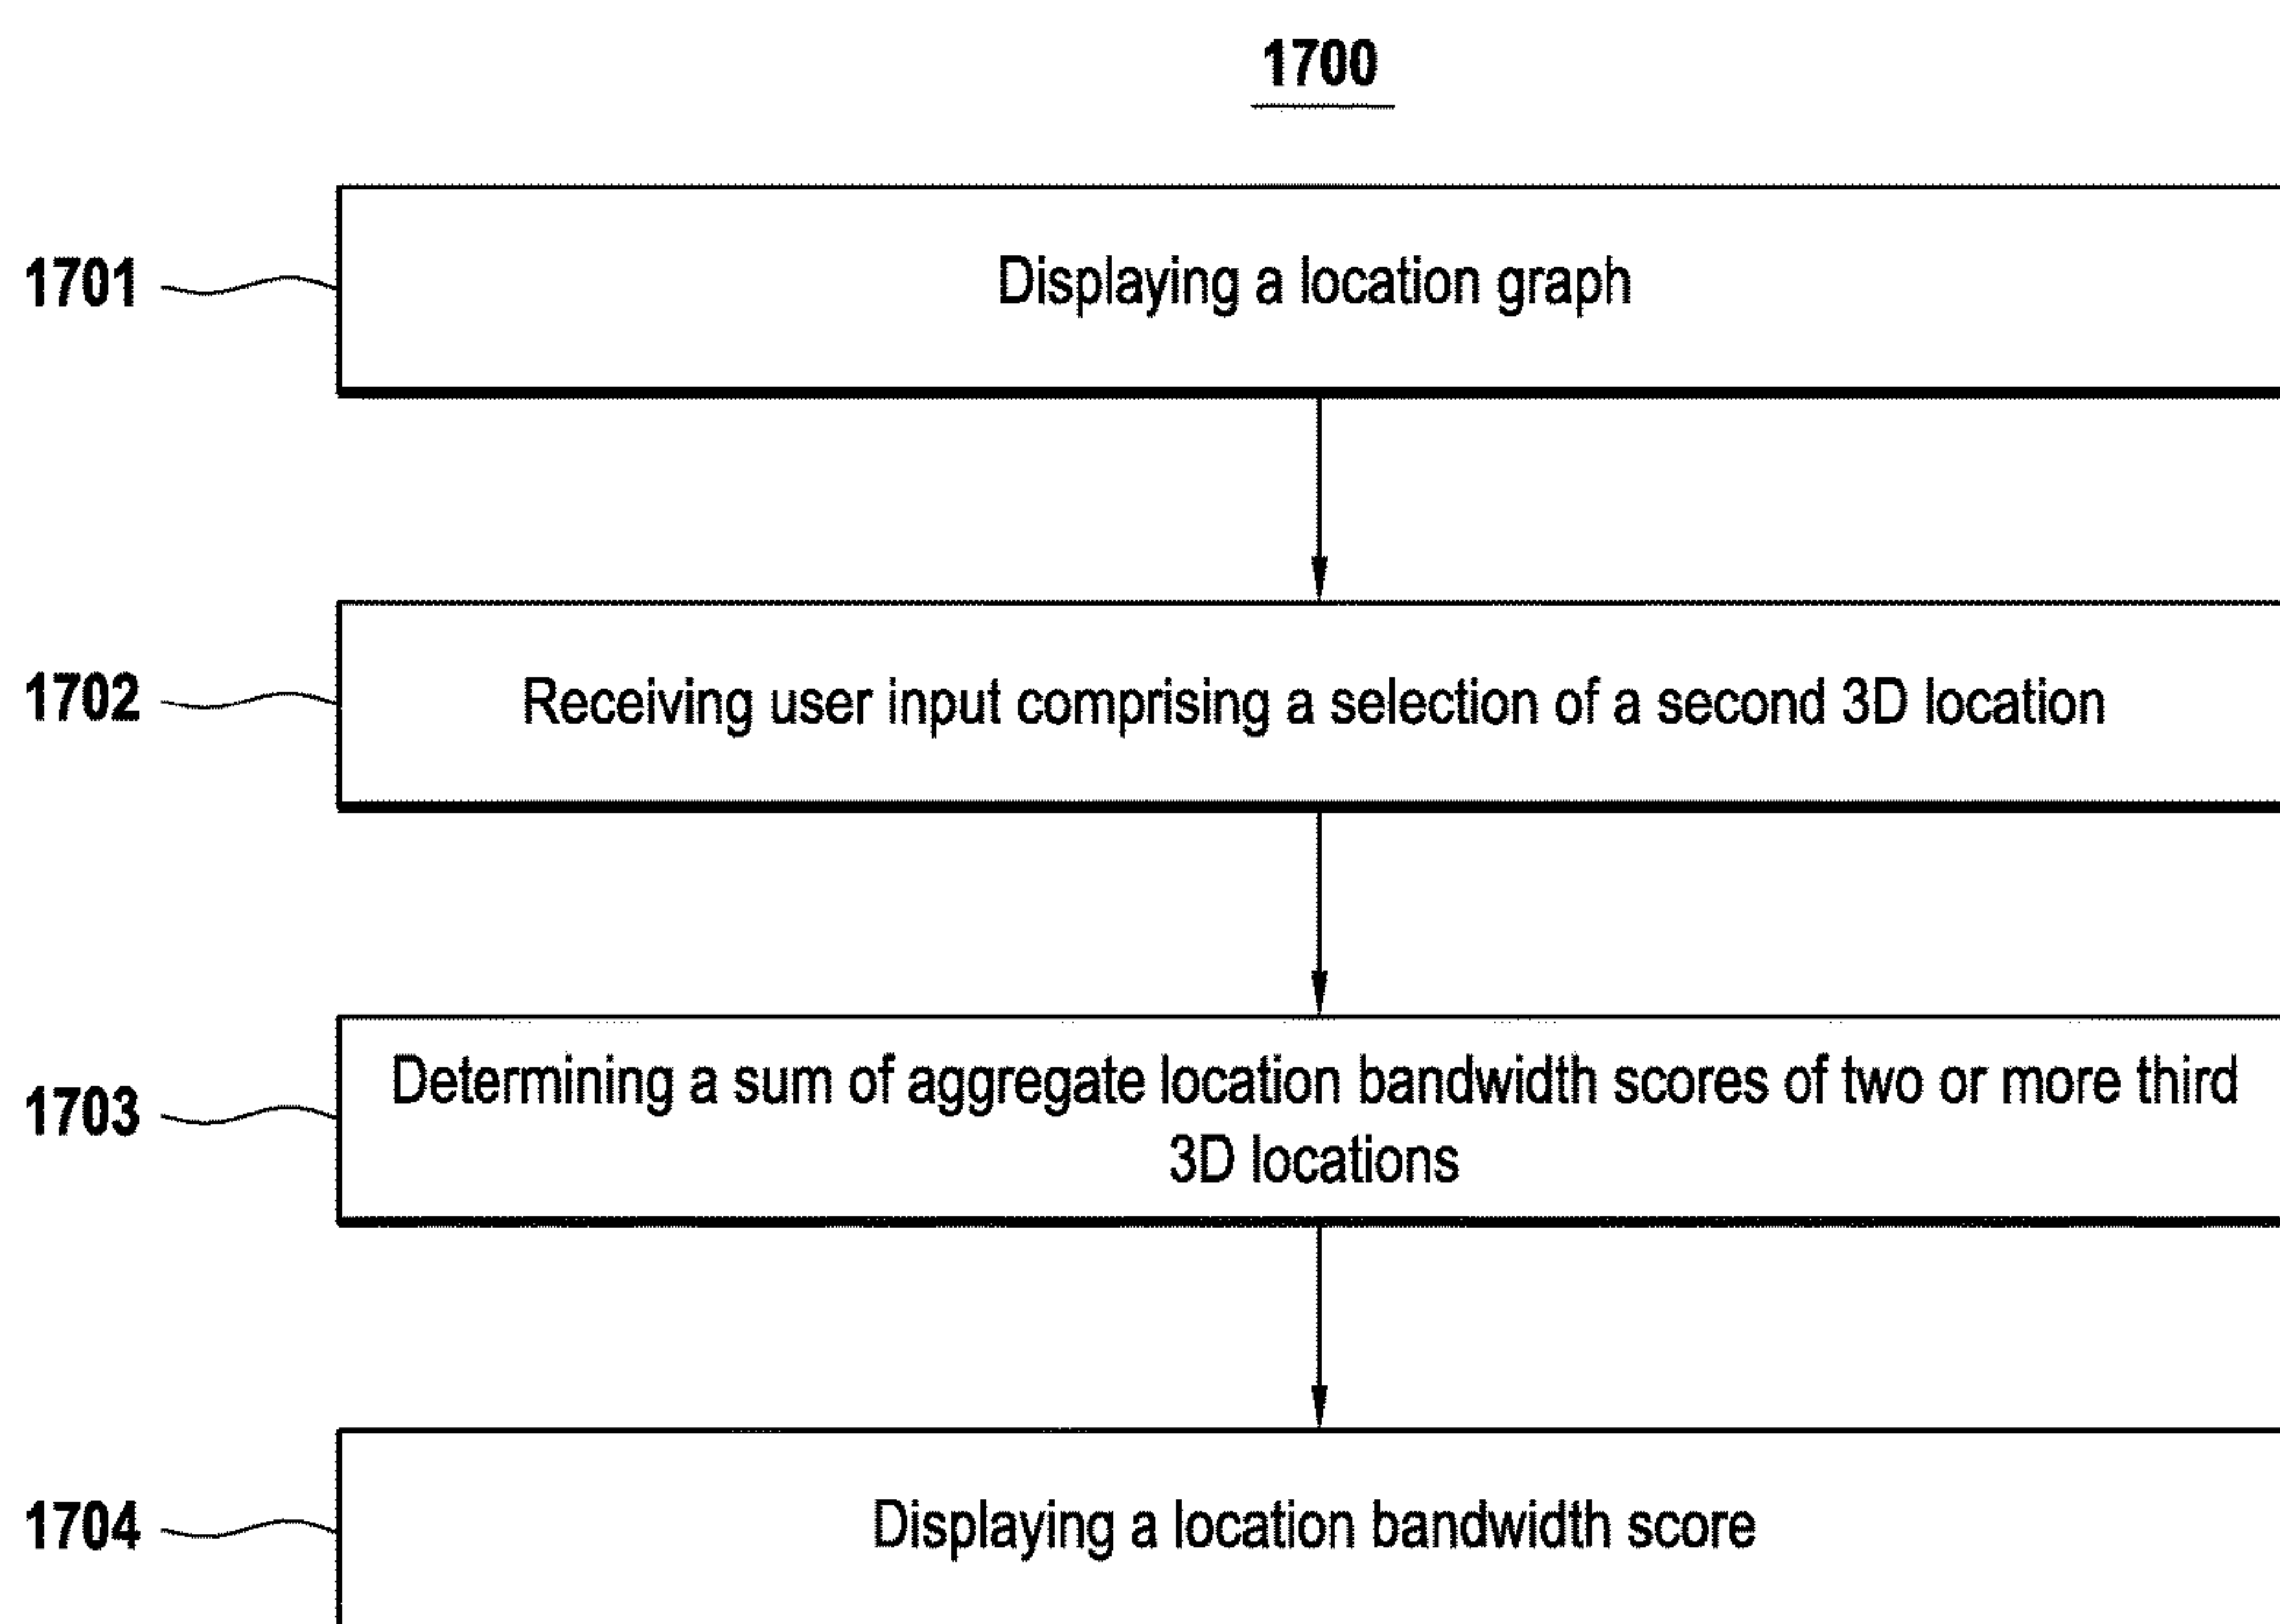 1700
1701
Displaying a location graph
1702
Receiving user input comprising a selection of a second 3D location
1703
Determining a sum of aggregate location bandwidth scores of two or more third
3D locations
1704
Displaying a location bandwidth score